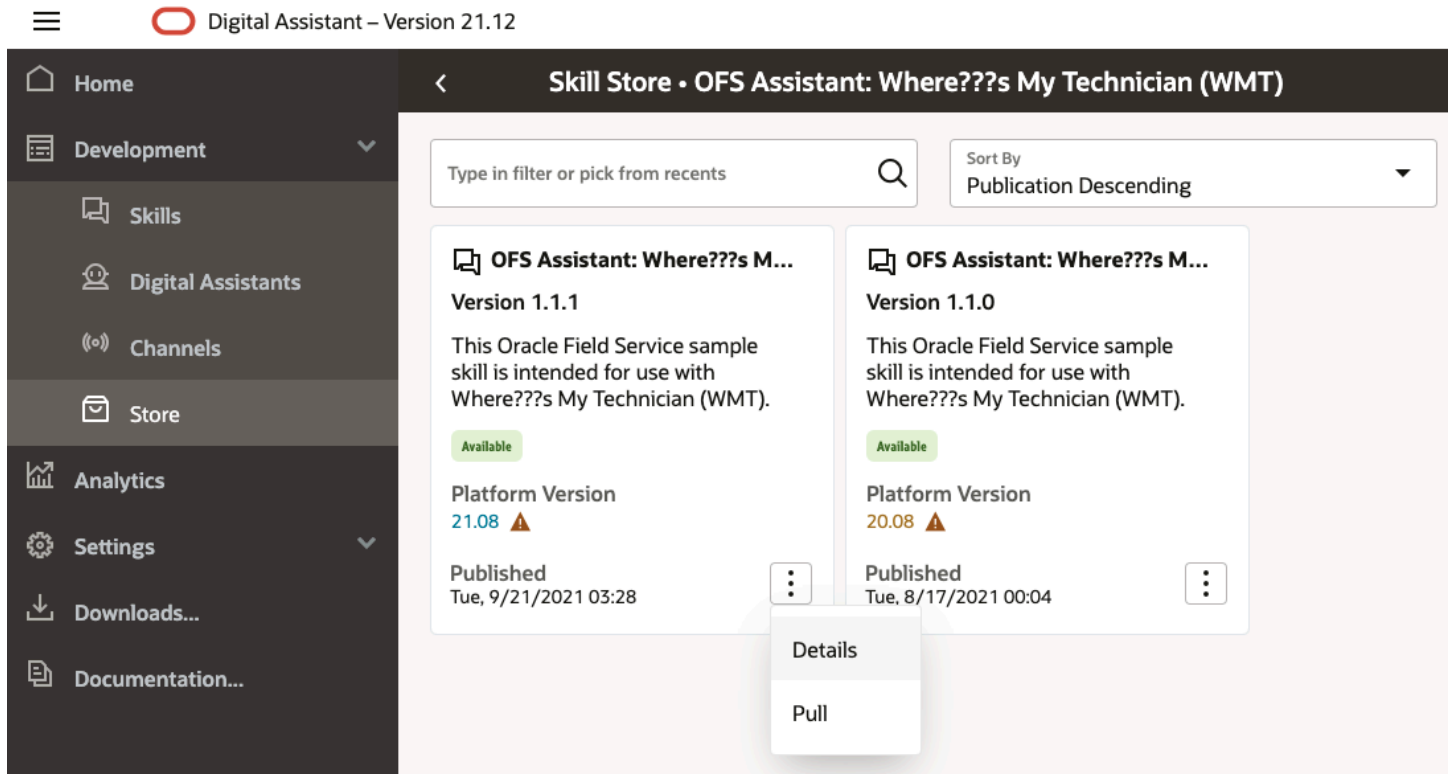 Digital Assistant – Version 21.12
Home
Development
Skills
Digital Assistants
Channels
Store
Analytics
Settings
Downloads...
Documentation...
Skill Store • OFS Assistant: Where???s My Technician (WMT)
Type in filter or pick from recents
Sort By
Publication Descending
OFS Assistant: Where???s M...
Version 1.1.1
This Oracle Field Service sample
skill is intended for use with
Where???s My Technician (WMT).
Available
Platform Version
21.08
Published
Tue, 9/21/2021 03:28
Details
Pull
OFS Assistant: Where???s M...
Version 1.1.0
This Oracle Field Service sample
skill is intended for use with
Where???s My Technician (WMT).
Available
Platform Version
20.08
Published
Tue, 8/17/2021 00:04